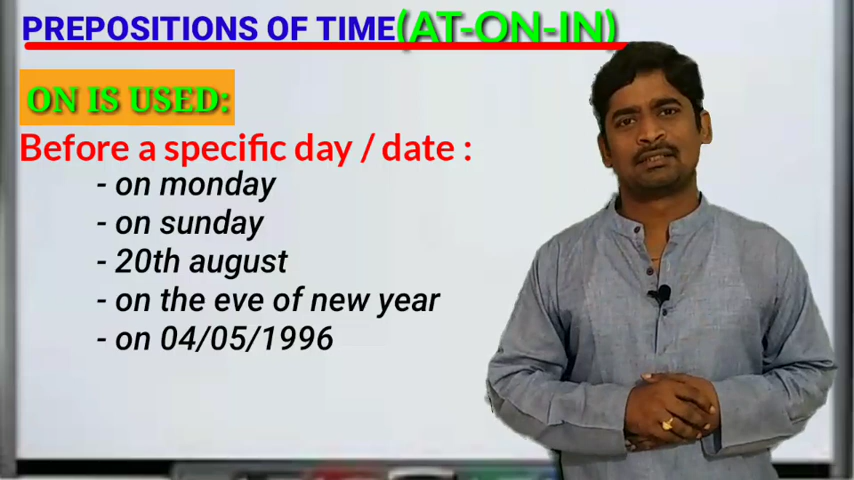 PREPOSITIONS OF TIME(AT-ON-IN)
ON IS USED:
Before a specific day / date :
- on monday
- on sunday
- 20th august
- on the eve of new year
- on 04/05/1996